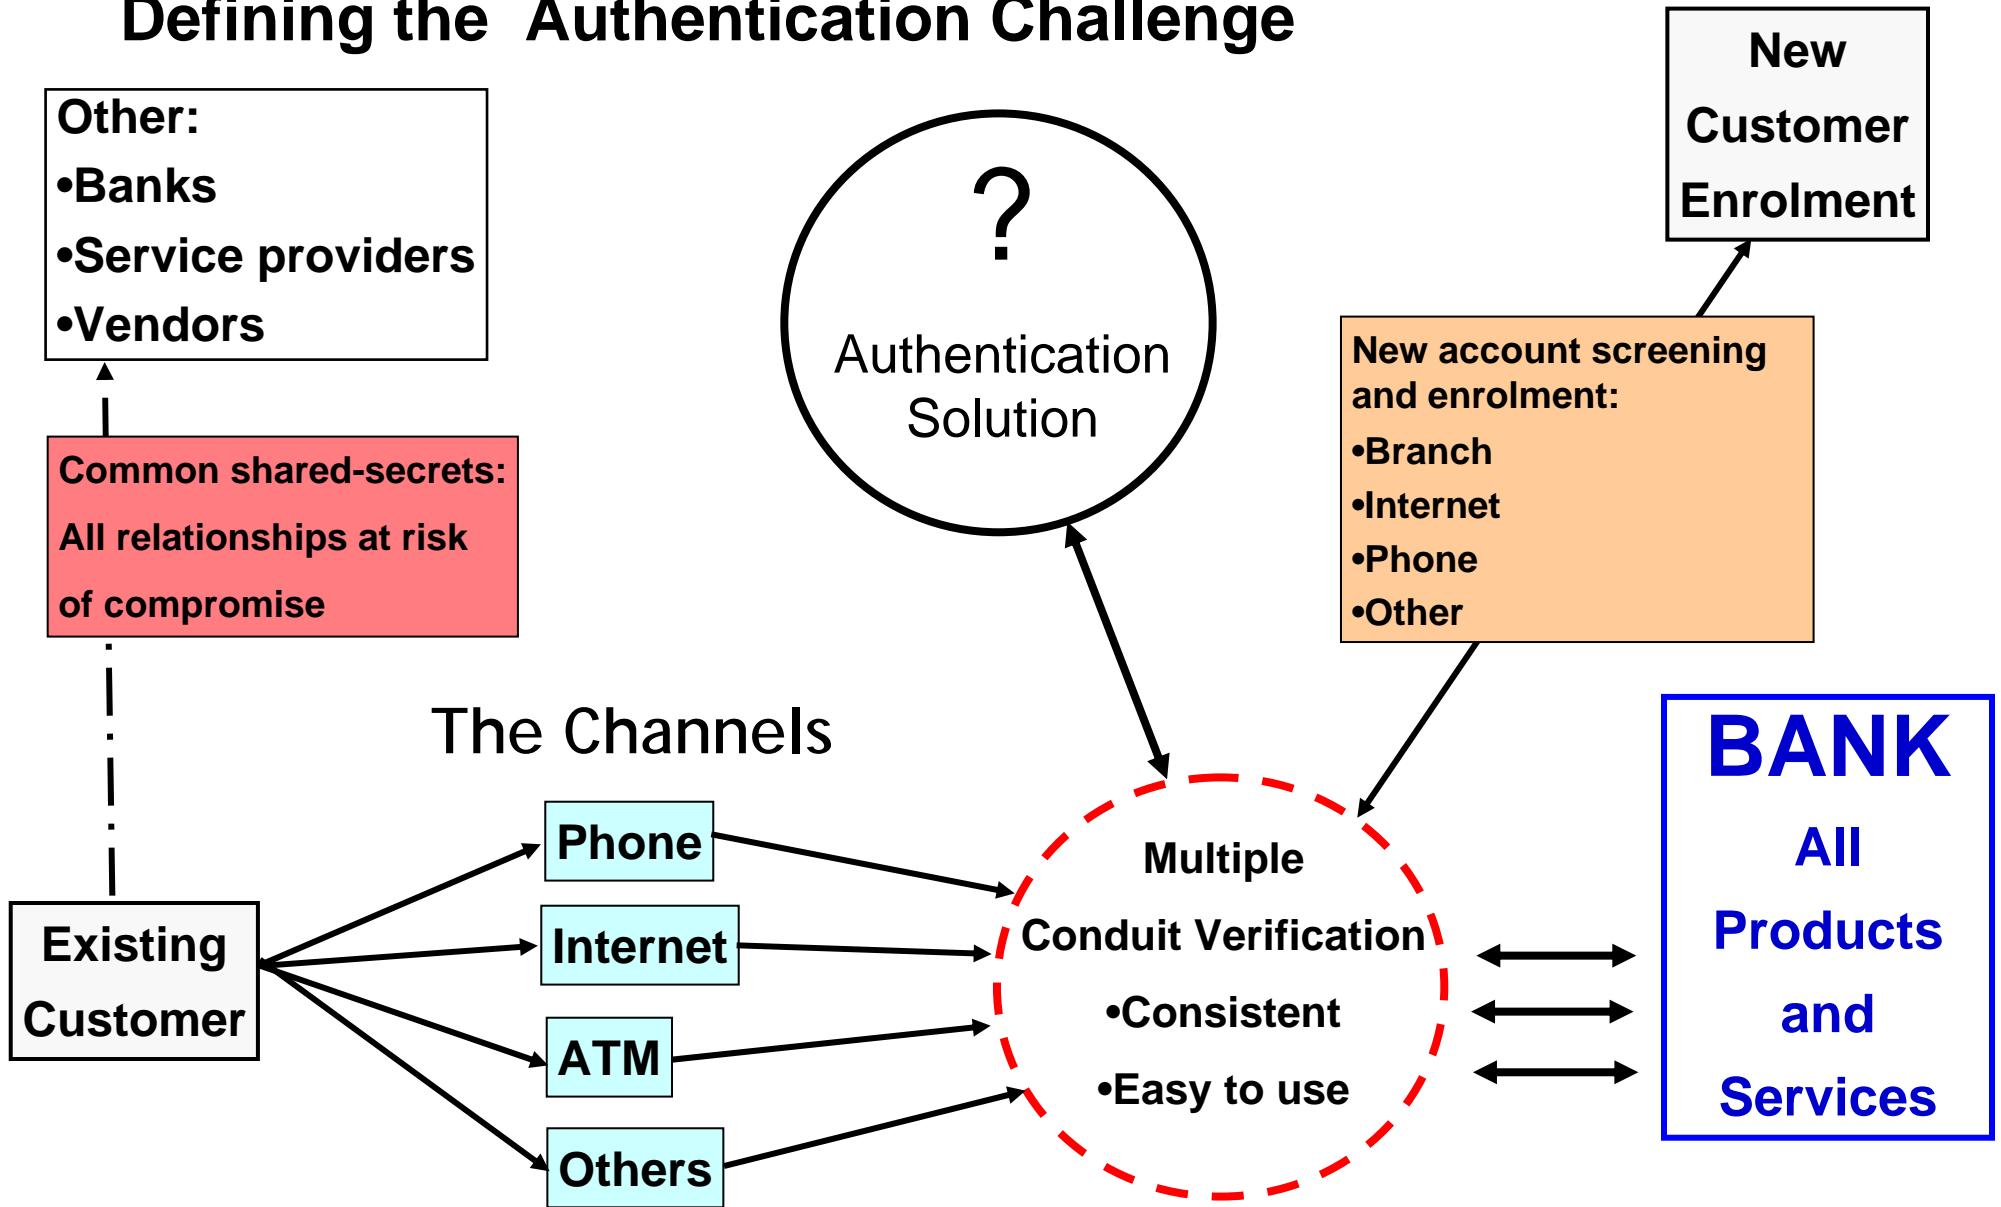 Defining the  Authentication Challenge
New
Customer
Enrolment
Other:
•Banks
•Service providers
•Vendors
?
Authentication
Solution
New account screening
and enrolment:
•Branch
•Internet
•Phone
•Other
Common shared-secrets:
All relationships at risk
of compromise
The Channels
Phone
Internet
ATM
Others
Existing
Customer
Multiple
Conduit Verification
•Consistent
•Easy to use
BANK
All
Products
and
Services